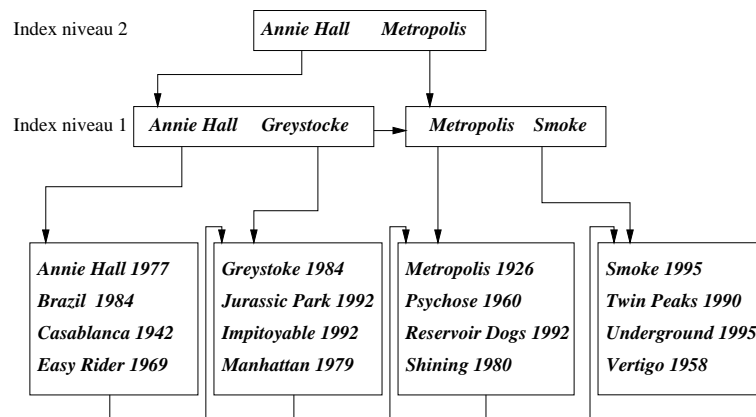 Index niveau 2
Annie Hall Metropolis
Index niveau 1
Annie Hall Greystocke
Metropolis Smoke
Annie Hall 1977
Brazil 1984
Casablanca 1942
Easy Rider 1969
Greystoke 1984
Jurassic Park 1992
Impitoyable 1992
Manhattan 1979
Metropolis 1926
Psychose 1960
Reservoir Dogs 1992
Shining 1980
Smoke 1995
Twin Peaks 1990
Underground 1995
Vertigo 1958